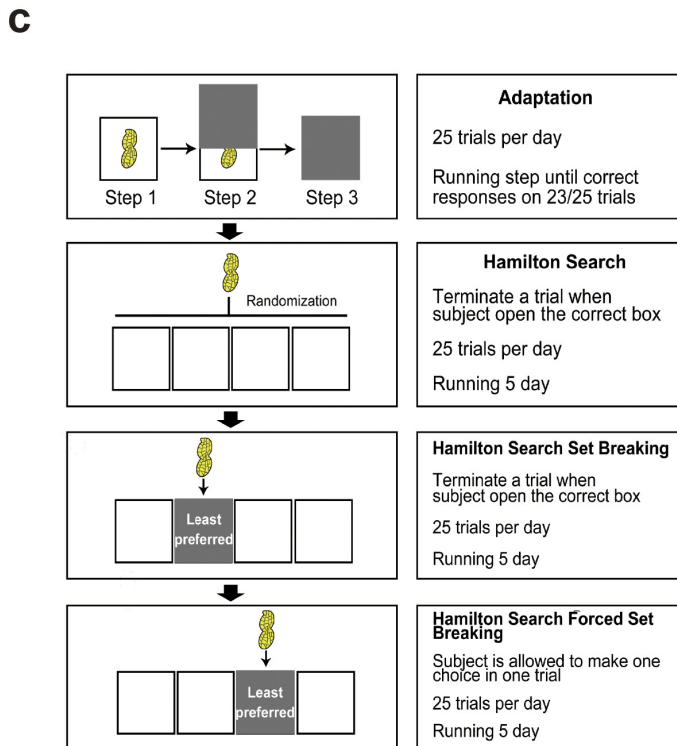 C
Step 1
Step 2
Step 3
Adaptation
25 trials per day
Running step until correct
responses on 23/25 trials
Randomization
Hamilton Search
Terminate a trial when
subject open the correct box
25 trials per day
Running 5 day
Least
preferred
Hamilton Search Set Breaking
Terminate a trial when
subject open the correct box
25 trials per day
Running 5 day
Least
preferred
Hamilton Search Forced Set
Breaking
Subject is allowed to make one
choice in one trial
25 trials per day
Running 5 day